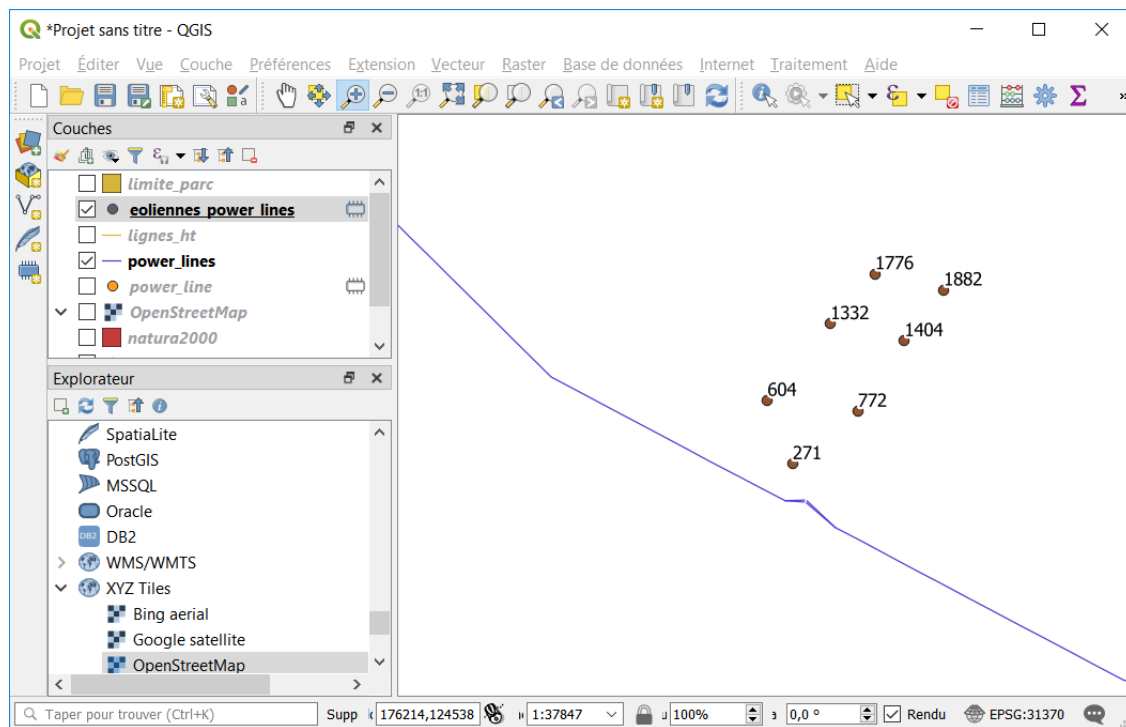 *Projet sans titre - QGIS
Projet Éditer Vue Couche Préférences Extension Vecteur Raster Base de données Internet Traitement Aide
Couches
limite_parc
eoliennes_power_lines
lignes_ht
power_lines
power_line
OpenStreetMap
natura2000
Explorateur
SpatiaLite
PostGIS
MSSQL
Oracle
DB2
WMS/WMTS
XYZ Tiles
Bing aerial
Google satellite
OpenStreetMap
1776
1882
1332
1404
604
772
271
Taper pour trouver (Ctrl+K) Supp 176214,124538 1:37847 100% 0,0 ° Rendu EPSG:31370